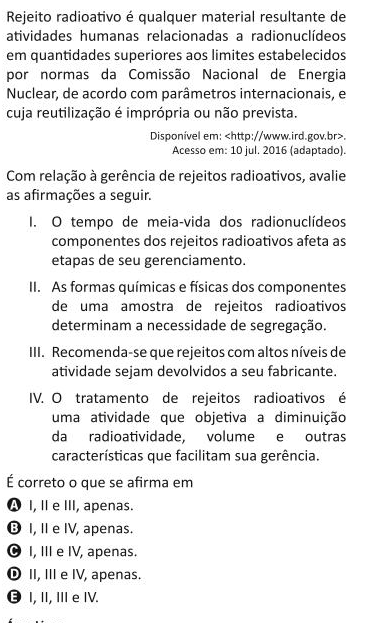 Rejeito radioativo é qualquer material resultante de
atividades humanas relacionadas a radionuclídeos
em quantidades superiores aos limites estabelecidos
por normas da Comissão Nacional de Energia
Nuclear, de acordo com parâmetros internacionais, e
cuja reutilização é imprópria ou não prevista.
Disponível em: <http://www.ird.gov.br>.
Acesso em: 10 jul. 2016 (adaptado).
Com relação à gerência de rejeitos radioativos, avalie
as afirmações a seguir.
I. O tempo de meia-vida dos radionuclídeos
componentes dos rejeitos radioativos afeta as
etapas de seu gerenciamento.
II. As formas químicas e físicas dos componentes
de uma amostra de rejeitos radioativos
determinam a necessidade de segregação.
III. Recomenda-se que rejeitos com altos níveis de
atividade sejam devolvidos a seu fabricante.
IV. O tratamento de rejeitos radioativos é
uma atividade que objetiva a diminuição
da radioatividade, volume e outras
características que facilitam sua gerência.
É correto o que se afirma em
A I, II e III, apenas.
B I, II e IV, apenas.
C I, III e IV, apenas.
D II, III e IV, apenas.
E I, II, III e IV.